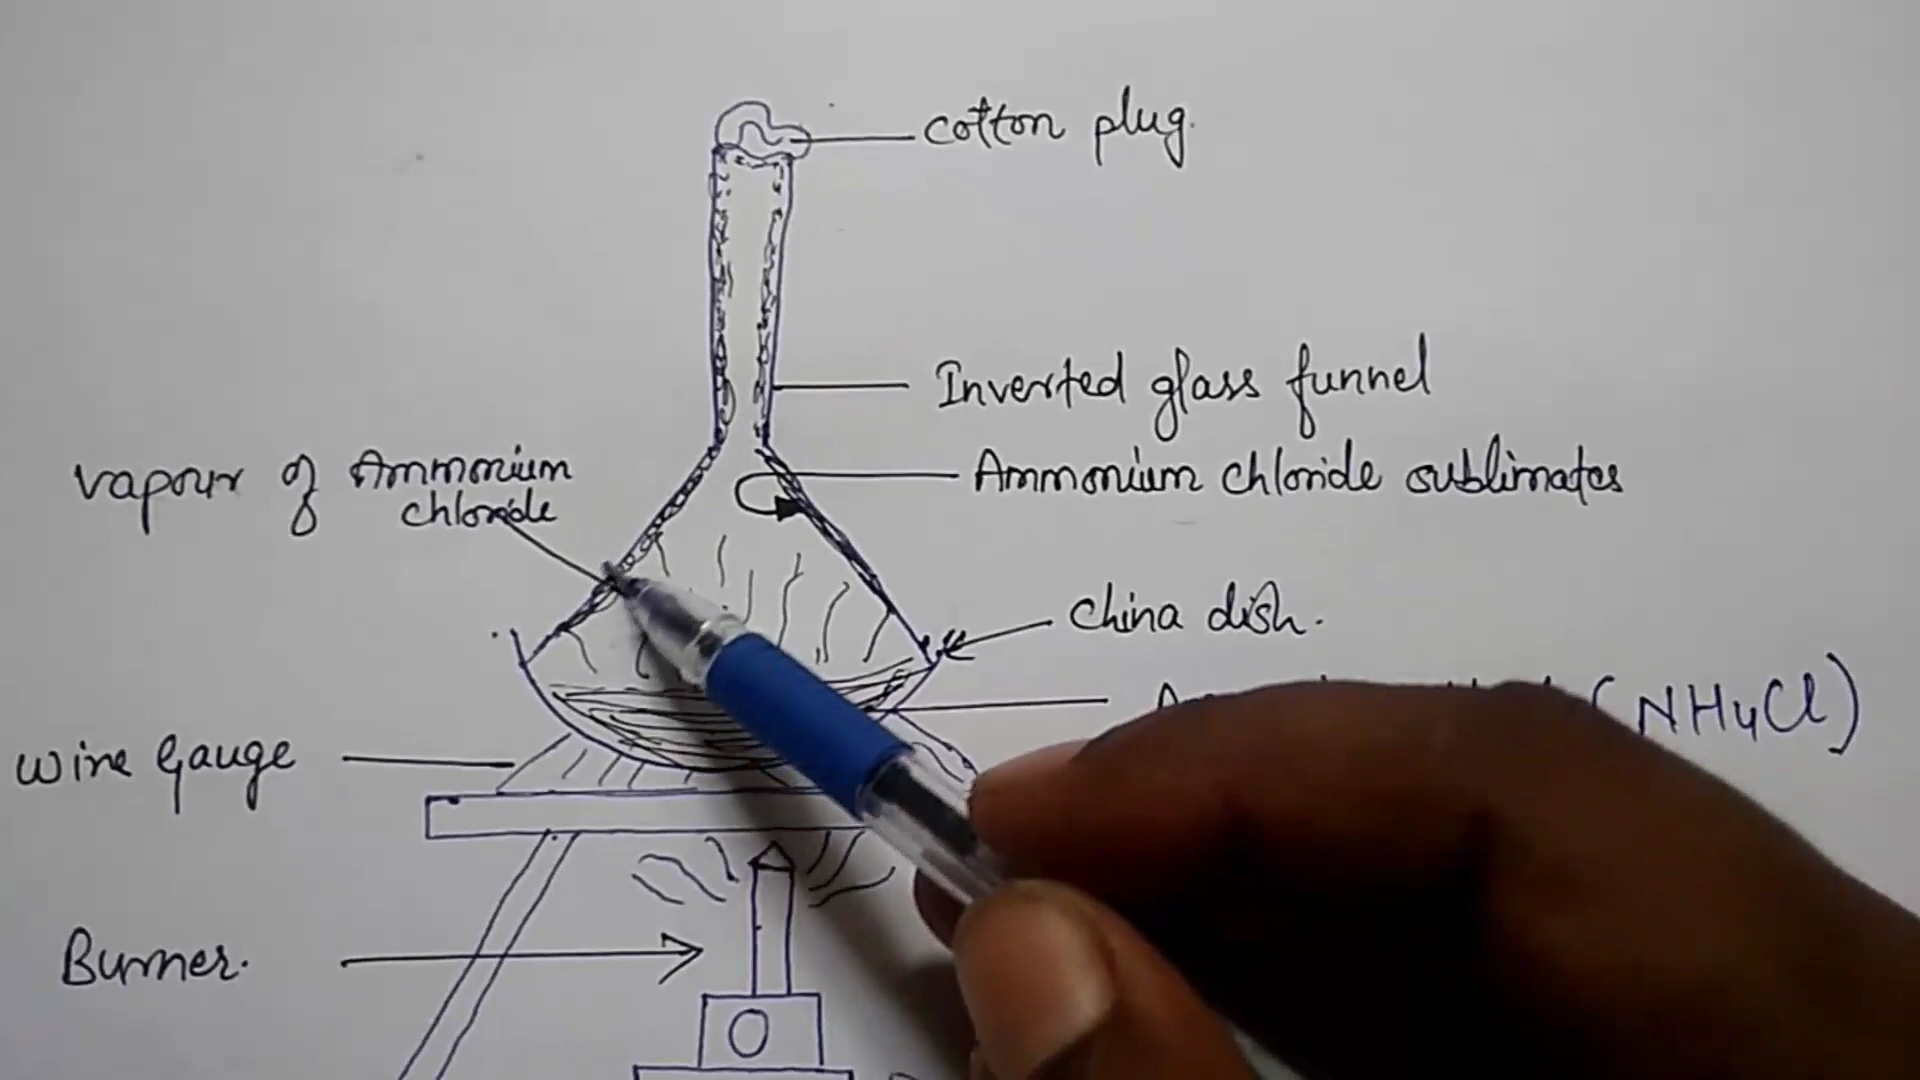 cotton plug.
Inverted glass funnel
Vapour of Ammonium
chloride
Ammonium chloride sublimates
China dish.
(NH4Cl)
Wire Gauge
Burner.